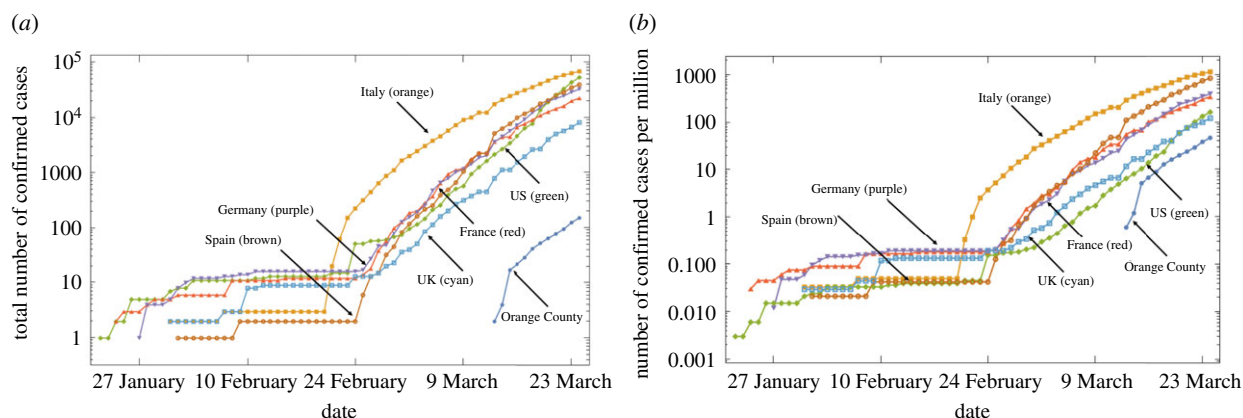 (a)
(b)
total number of confirmed cases
10^5
10^4
1000
100
10
1
Italy (orange)
US (green)
Germany (purple)
France (red)
Spain (brown)
UK (cyan)
Orange County
27 January
10 February
24 February
9 March
23 March
date
number of confirmed cases per million
1000
100
10
1
0.100
0.010
0.001
Italy (orange)
Germany (purple)
US (green)
Spain (brown)
France (red)
Orange County
UK (cyan)
27 January
10 February
24 February
9 March
23 March
date